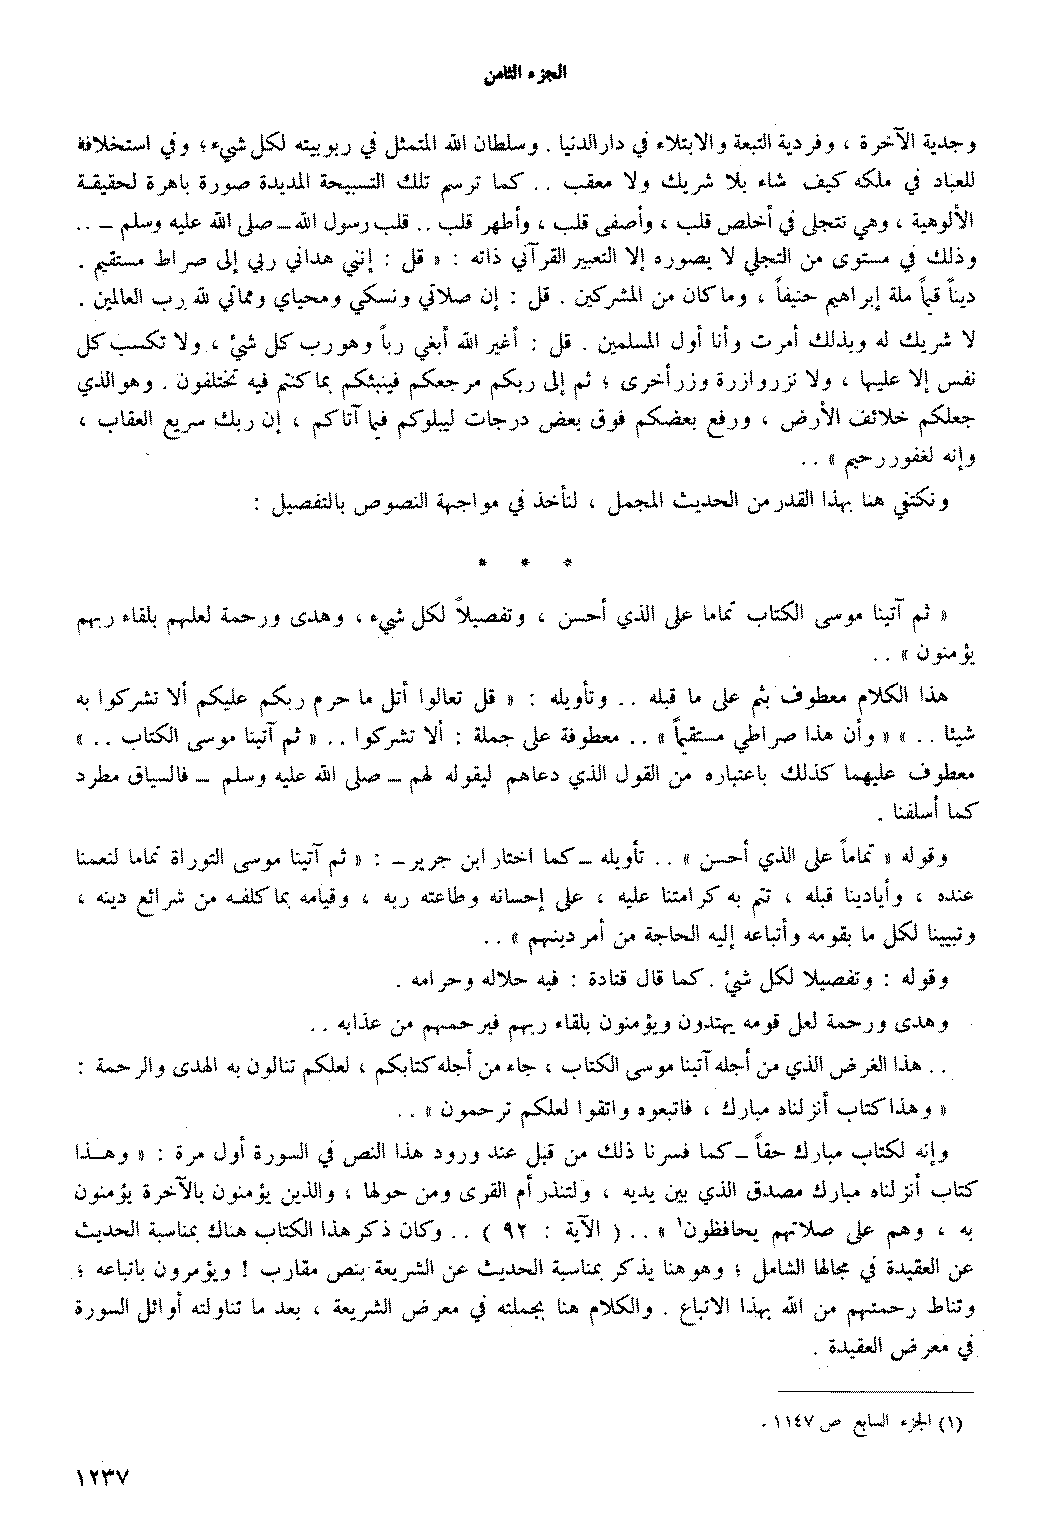 الجزء الثامن
وجدية الآخرة ، وفردية التبعة والابتلاء في دار الدنيا . وسلطان الله المتمثل في ربوبيته لكل شيء؛ وفي استخلافه
للعباد في ملكه كيف شاء بلا شريك ولا معقب .. كما ترسم تلك التسبيحة المديدة صورة باهرة لحقيقة
الألوهية ، وهي تتجلى في أخلص قلب ، وأصفى قلب ، وأطهر قلب .. قلب رسول الله ــ صلى الله عليه وسلم ــ ..
وذلك في مستوى من التجلي لا يصوره إلا التعبير القرآني ذاته : « قل : إنني هداني ربي إلى صراط مستقيم .
ديناً قيماً ملة إبراهيم حنيفاً ، وما كان من المشركين . قل : إن صلاتي ونسكي ومحياي ومماتي لله رب العالمين .
لا شريك له وبذلك أمرت وأنا أول المسلمين . قل : أغير الله أبغي رباً وهو رب كل شئ ، ولا تكسب كل
نفس إلا عليها ، ولا تزر وازرة وزر أخرى ؛ ثم إلى ربكم مرجعكم فينبئكم بما كنتم فيه تختلفون . وهو الذي
جعلكم خلائف الأرض ، ورفع بعضكم فوق بعض درجات ليبلوكم فيما آتاكم ، إن ربك سريع العقاب ،
وإنه لغفور رحيم » ..
ونكتفي هنا بهذا القدر من الحديث المجمل ، لنأخذ في مواجهة النصوص بالتفصيل :
* * *
« ثم آتينا موسى الكتاب تماما على الذي أحسن ، وتفصيلاً لكل شيء ، وهدى ورحمة لعلهم بلقاء ربهم
يؤمنون » ..
هذا الكلام معطوف بثم على ما قبله .. وتأويله : « قل تعالوا أتل ما حرم ربكم عليكم ألا تشركوا به
شيئا .. » « وأن هذا صراطي مستقيماً » .. معطوفة على جملة : ألا تشركوا .. « ثم آتينا موسى الكتاب .. »
معطوف عليهما كذلك باعتباره من القول الذي دعاهم ليقوله لهم ــ صلى الله عليه وسلم ــ فالسياق مطرد
كما أسلفنا .
وقوله « تماماً على الذي أحسن » .. تأويله ــ كما اختار ابن جرير ــ : « ثم آتينا موسى التوراة تماما لنعمنا
عنده ، وأيادينا قبله ، تتم به كرامتنا عليه ، على إحسانه وطاعته ربه ، وقيامه بما كلفه من شرائع دينه ،
وتبيينا لكل ما بقومه وأتباعه إليه الحاجة من أمر دينهم » ..
وقوله : وتفصيلا لكل شئ . كما قال قتادة : فيه حلاله وحرامه .
وهدى ورحمة لعل قومه يهتدون ويؤمنون بلقاء ربهم فيرحمهم من عذابه ..
.. هذا الغرض الذي من أجله آتينا موسى الكتاب ، جاء من أجله كتابكم ، لعلكم تنالون به الهدى والرحمة :
« وهذا كتاب أنزلناه مبارك ، فاتبعوه واتقوا لعلكم ترحمون » ..
وإنه لكتاب مبارك حقاً ــ كما فسرنا ذلك من قبل عند ورود هذا النص في السورة أول مرة : « وهــذا
كتاب أنزلناه مبارك مصدق الذي بين يديه ، ولتنذر أم القرى ومن حولها ، والذين يؤمنون بالآخرة يؤمنون
به ، وهم على صلاتهم يحافظون¹ » .. ( الآية : ٩٢ ) .. وكان ذكر هذا الكتاب هناك بمناسبة الحديث
عن العقيدة في مجالها الشامل ؛ وهو هنا يذكر بمناسبة الحديث عن الشريعة بنص مقارب ! ويؤمرون باتباعه ؛
وتناط رحمتهم من الله بهذا الاتباع . والكلام هنا بجملته في معرض الشريعة ، بعد ما تناولته أوائل السورة
في معرض العقيدة .
(١) الجزء السابع ص ١١٤٧ .
١٢٣٧